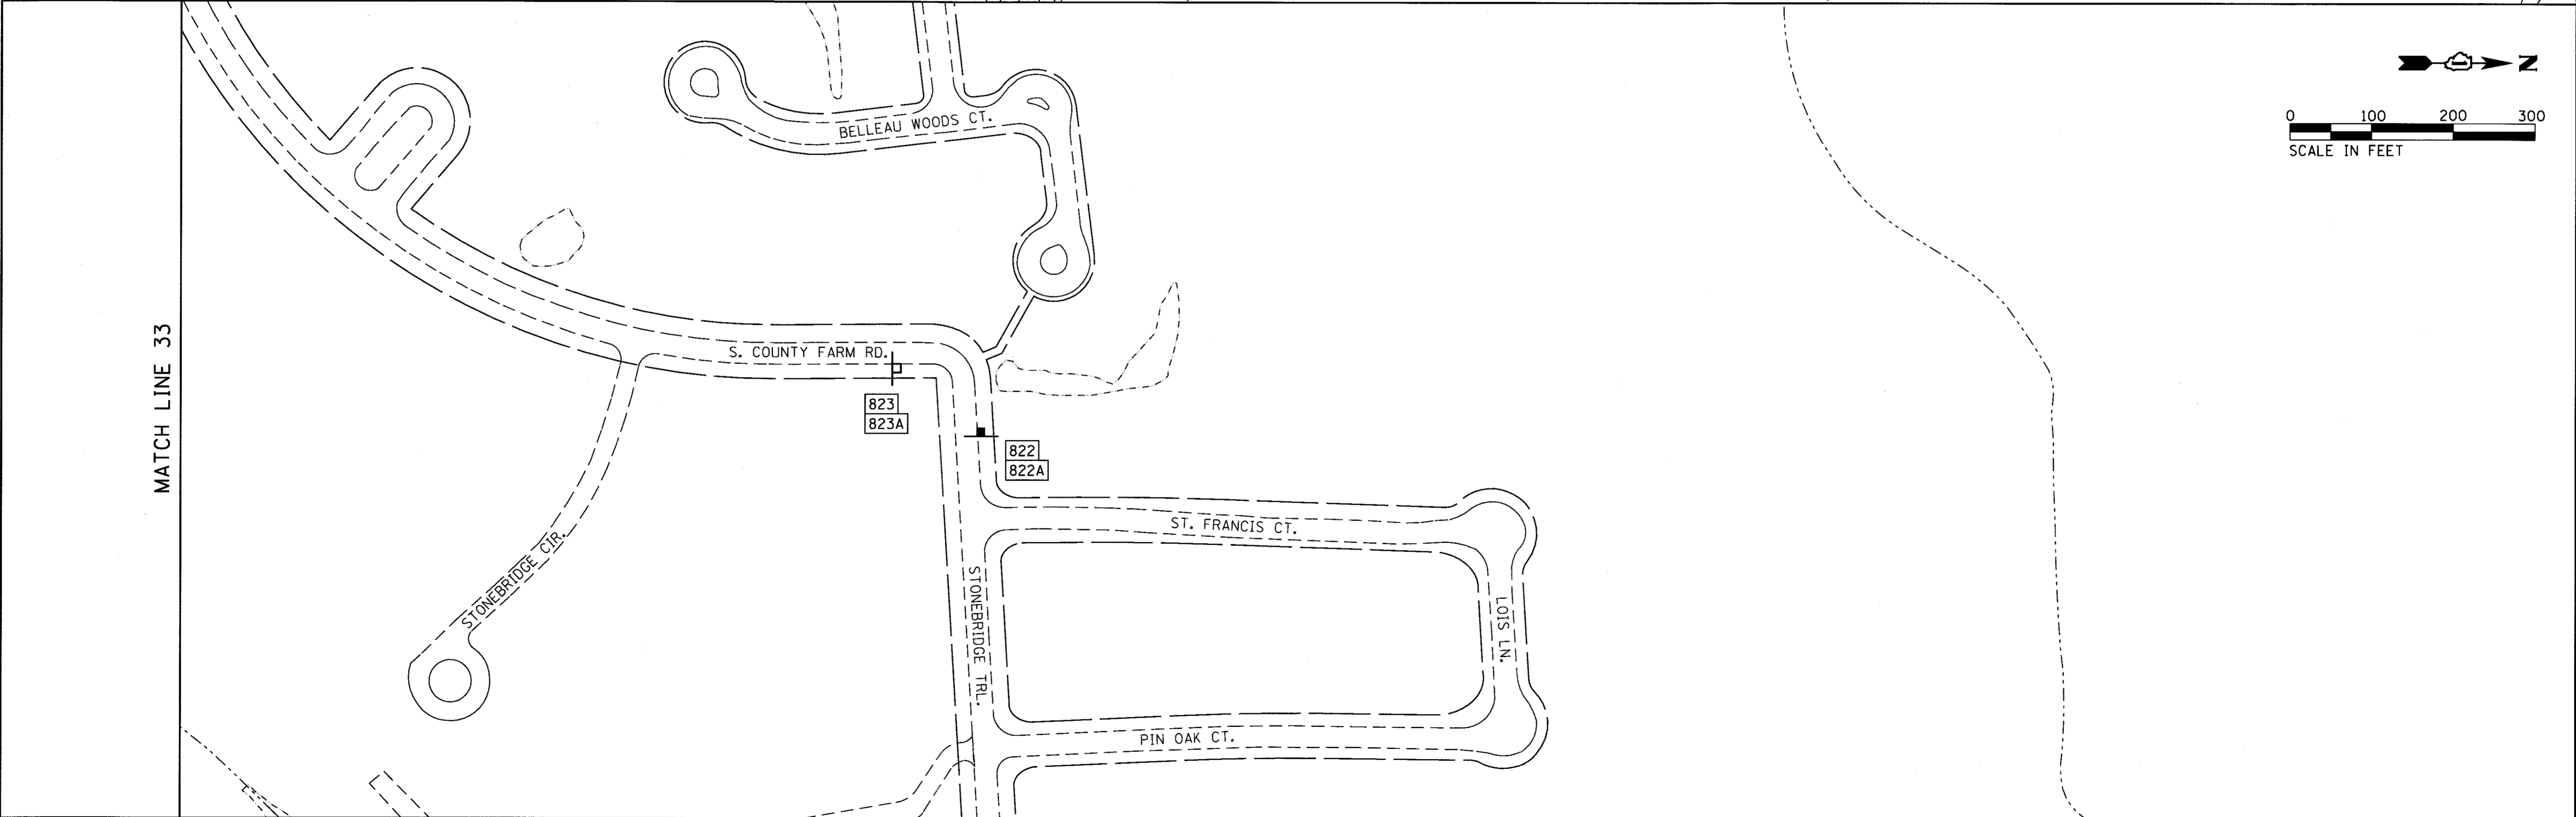 N
0 100 200 300
SCALE IN FEET
BELLEAU WOODS CT.
MATCH LINE 33
S. COUNTY FARM RD.
823
823A
822
822A
ST. FRANCIS CT.
STONEBRIDGE CIR.
STONEBRIDGE TRL.
LOIS LN.
PIN OAK CT.